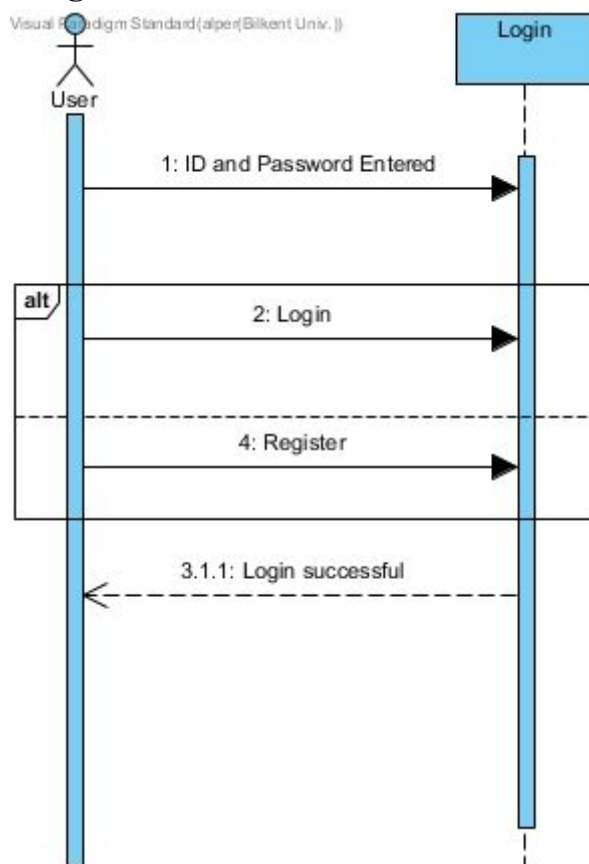 Visual Paradigm Standard(alper(Bilkent Univ.))
Login
User
1: ID and Password Entered
alt
2: Login
4: Register
3.1.1: Login successful